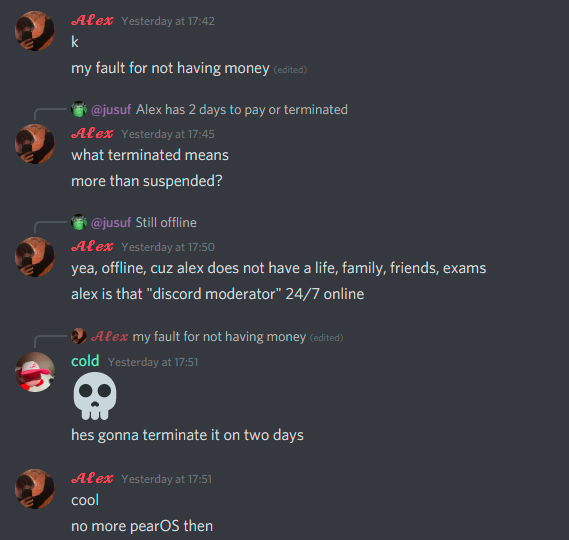 𝓐𝓵𝓮𝔁 Yesterday at 17:42
k
my fault for not having money (edited)
@jusuf Alex has 2 days to pay or terminated
𝓐𝓵𝓮𝔁 Yesterday at 17:45
what terminated means
more than suspended?
@jusuf Still offline
𝓐𝓵𝓮𝔁 Yesterday at 17:50
yea, offline, cuz alex does not have a life, family, friends, exams
alex is that "discord moderator" 24/7 online
𝓐𝓵𝓮𝔁 my fault for not having money (edited)
cold Yesterday at 17:51
hes gonna terminate it on two days
𝓐𝓵𝓮𝔁 Yesterday at 17:51
cool
no more pearOS then